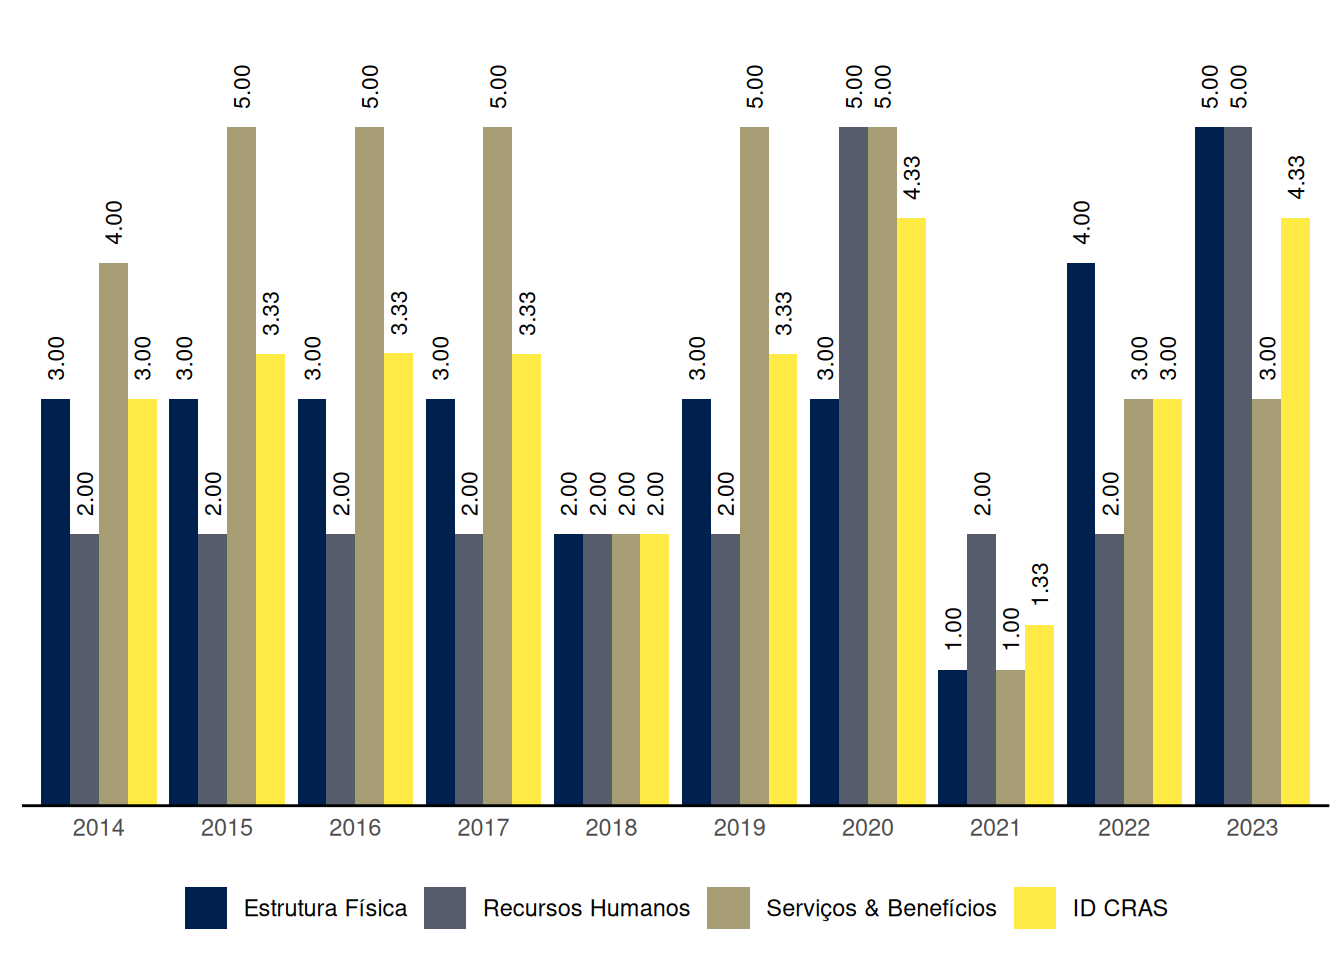 3.00 2.00 4.00 3.00
3.00 2.00 5.00 3.33
3.00 2.00 5.00 3.33
3.00 2.00 5.00 3.33
2.00 2.00 2.00 2.00
3.00 2.00 5.00 3.33
3.00 5.00 5.00 4.33
1.00 2.00 1.00 1.33
4.00 2.00 3.00 3.00
5.00 5.00 3.00 4.33
2014 2015 2016 2017 2018 2019 2020 2021 2022 2023
Estrutura Física Recursos Humanos Serviços & Benefícios ID CRAS